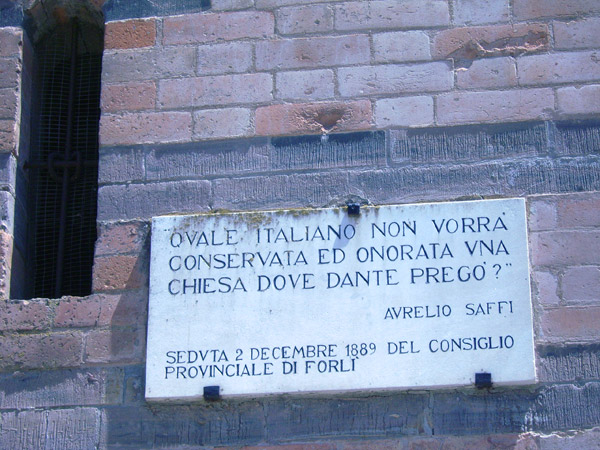 "QVALE ITALIANO NON VORRÀ
CONSERVATA ED ONORATA VNA
CHIESA DOVE DANTE PREGO'?"
AVRELIO SAFFI
SEDVTA 2 DECEMBRE 1889 DEL CONSIGLIO
PROVINCIALE DI FORLÌ